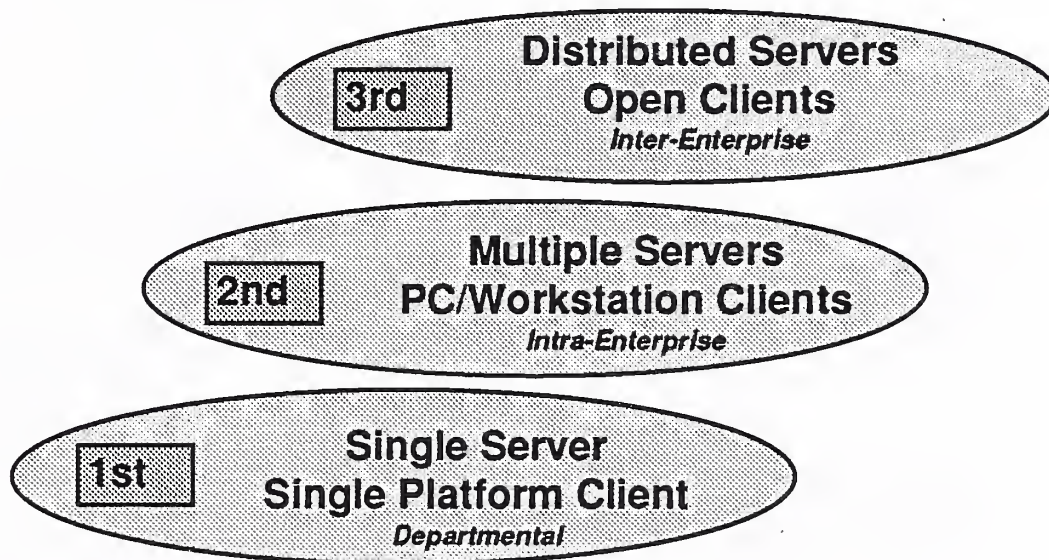 3rd
Distributed Servers
Open Clients
Inter-Enterprise
2nd
Multiple Servers
PC/Workstation Clients
Intra-Enterprise
1st
Single Server
Single Platform Client
Departmental